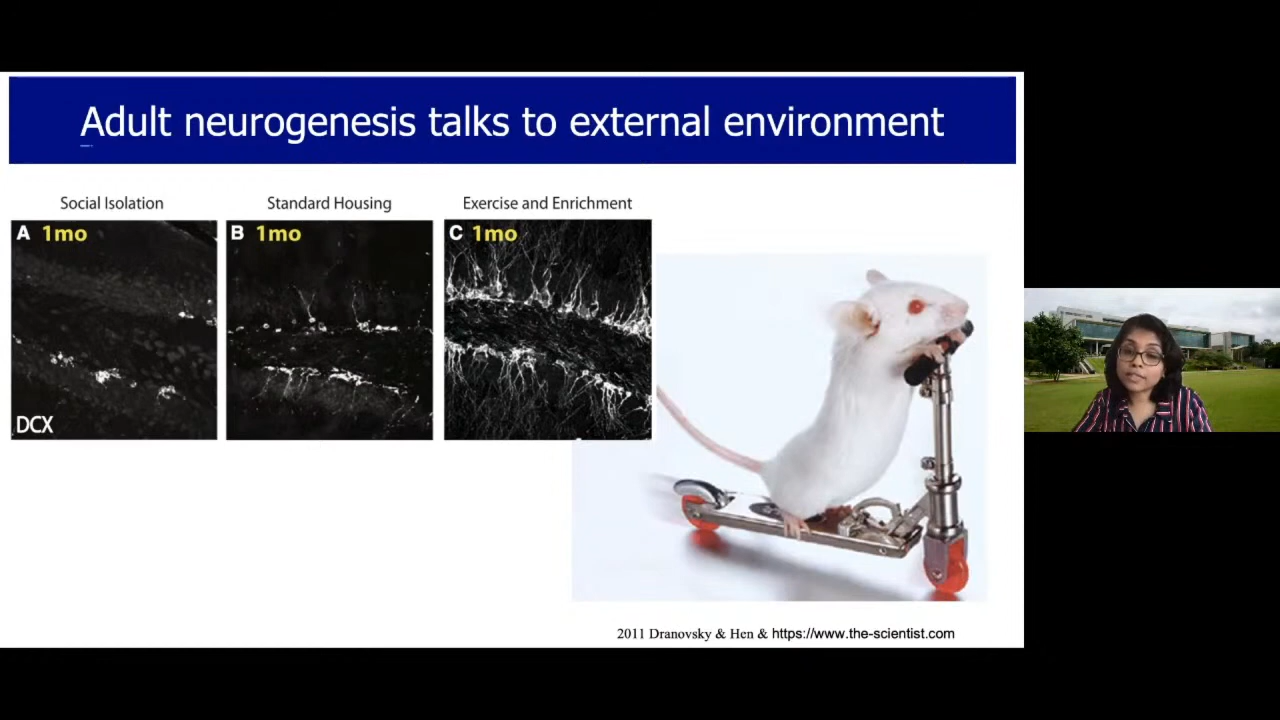 Adult neurogenesis talks to external environment
Social Isolation
Standard Housing
Exercise and Enrichment
A 1mo
B 1mo
C 1mo
DCX
2011 Dranovsky & Hen & https://www.the-scientist.com